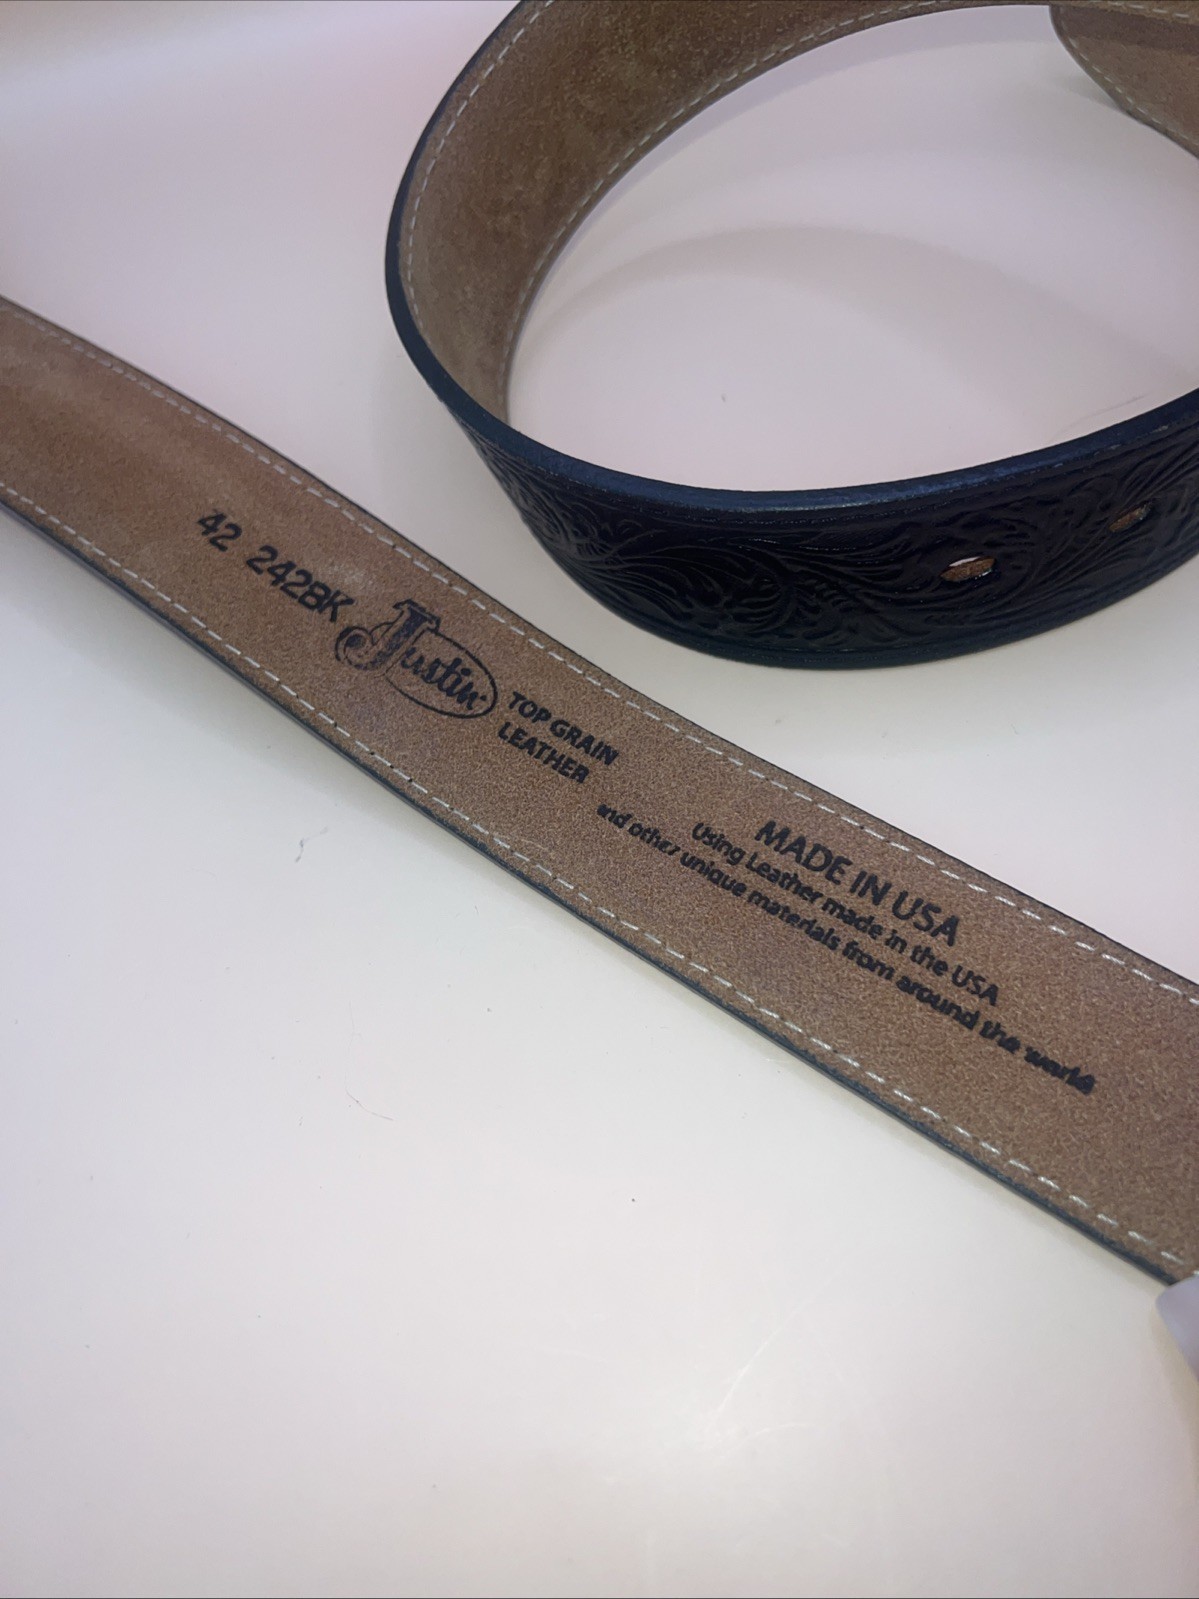 42 242BK
Justin
TOP GRAIN
LEATHER
MADE IN USA
Using Leather made in the USA
and other unique materials from around the world